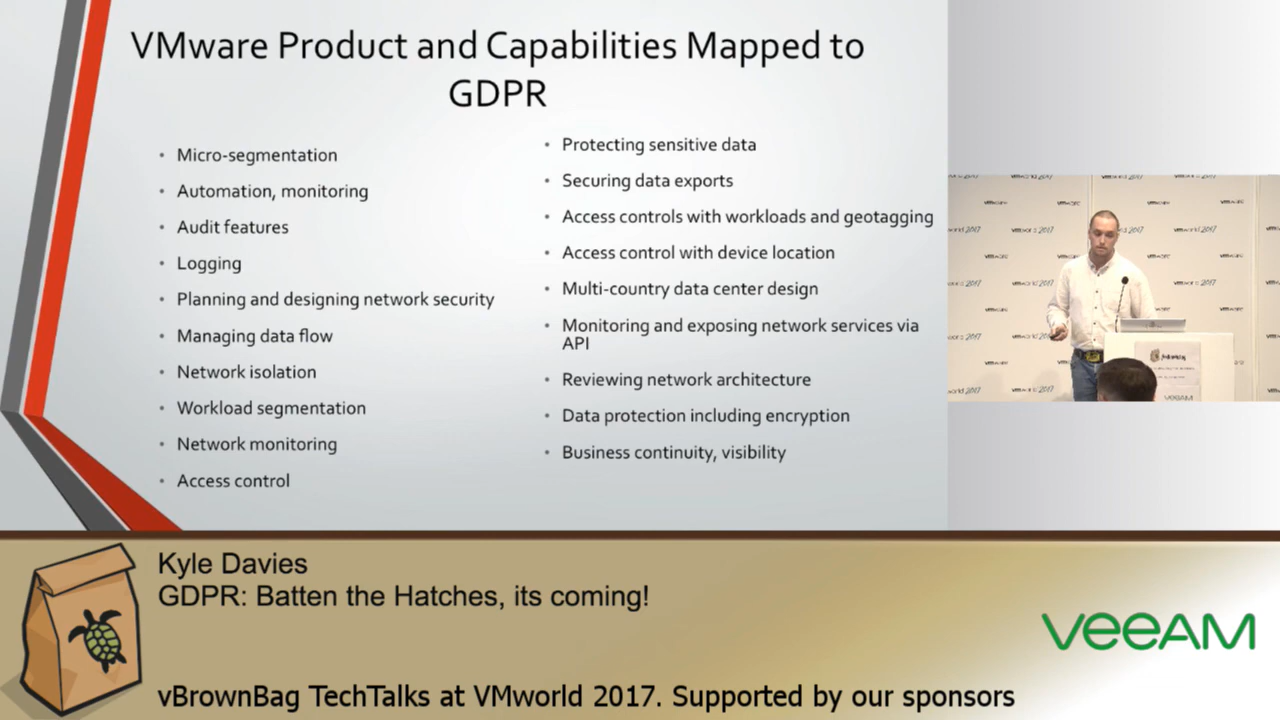 VMware Product and Capabilities Mapped to
GDPR
Micro-segmentation
Automation, monitoring
Audit features
Logging
Planning and designing network security
Managing data flow
Network isolation
Workload segmentation
Network monitoring
Access control
Protecting sensitive data
Securing data exports
Access controls with workloads and geotagging
Access control with device location
Multi-country data center design
Monitoring and exposing network services via
API
Reviewing network architecture
Data protection including encryption
Business continuity, visibility
vmworld 2017
vmware
VEEAM
Kyle Davies
GDPR: Batten the Hatches, its coming!
veeAM
vBrownBag TechTalks at VMworld 2017. Supported by our sponsors